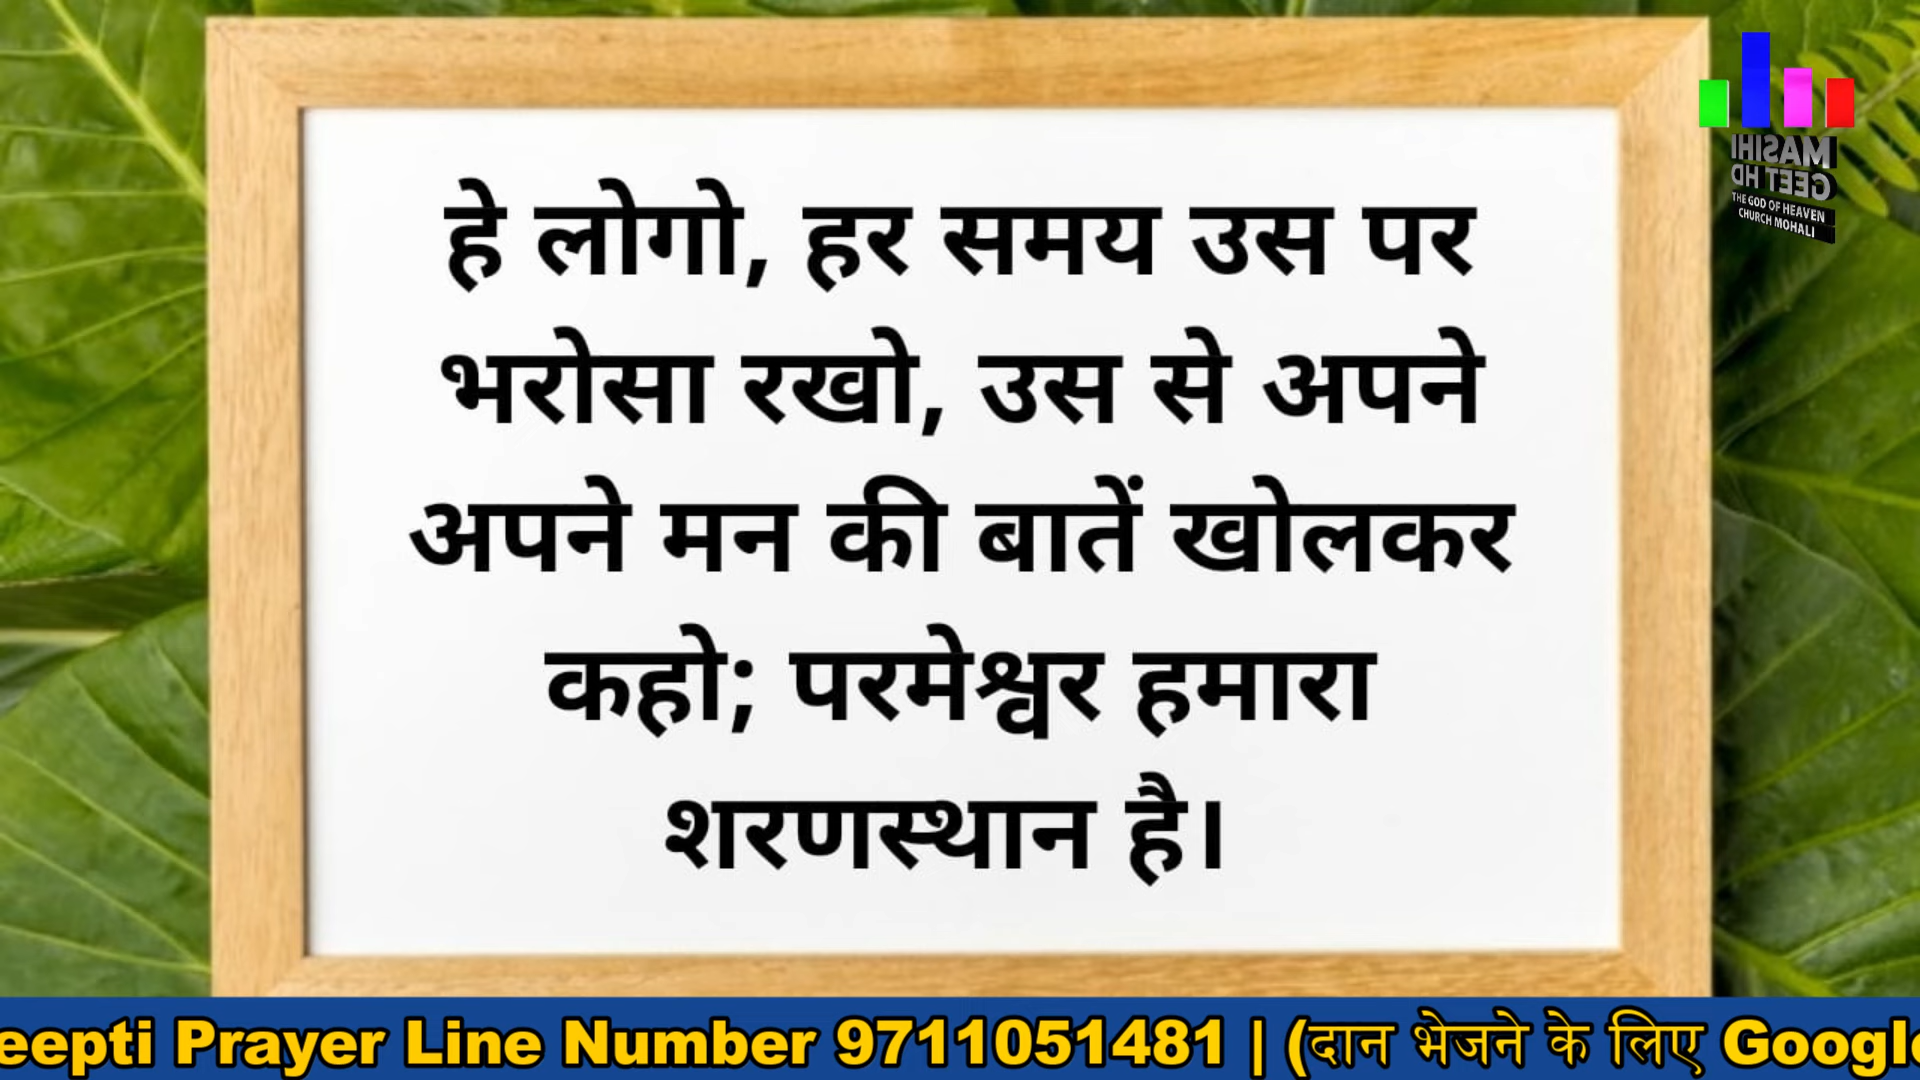 हे लोगो, हर समय उस पर
भरोसा रखो, उस से अपने
अपने मन की बातें खोलकर
कहो; परमेश्वर हमारा
शरणस्थान है।
MASIHI
GEET HD
THE GOD OF HEAVEN
CHURCH MOHALI
eepti Prayer Line Number 9711051481 | (दान भेजने के लिए Google